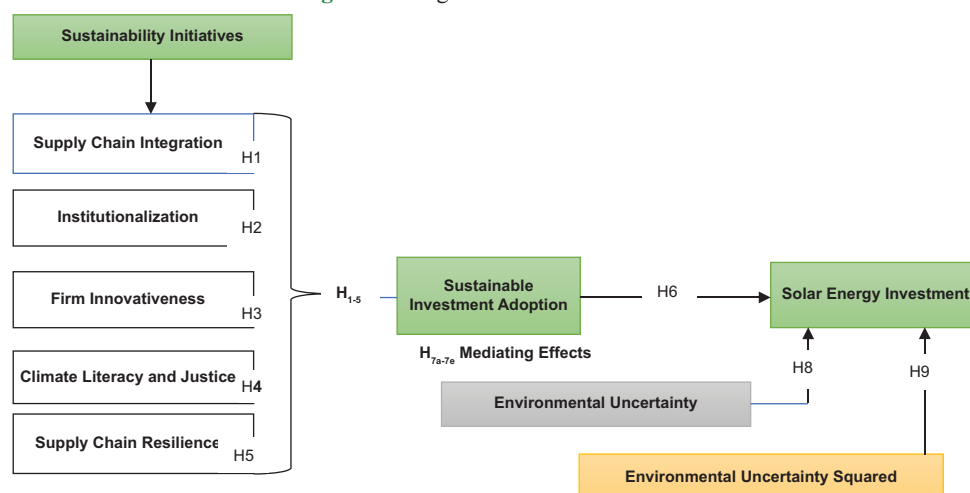 Sustainability Initiatives
Supply Chain Integration
H1
Institutionalization
H2
Firm Innovativeness
H3
Climate Literacy and Justice
H4
Supply Chain Resilience
H5
H1-5
Sustainable
Investment Adoption
H7a-7e Mediating Effects
H6
Solar Energy Investment
H8
H9
Environmental Uncertainty
Environmental Uncertainty Squared